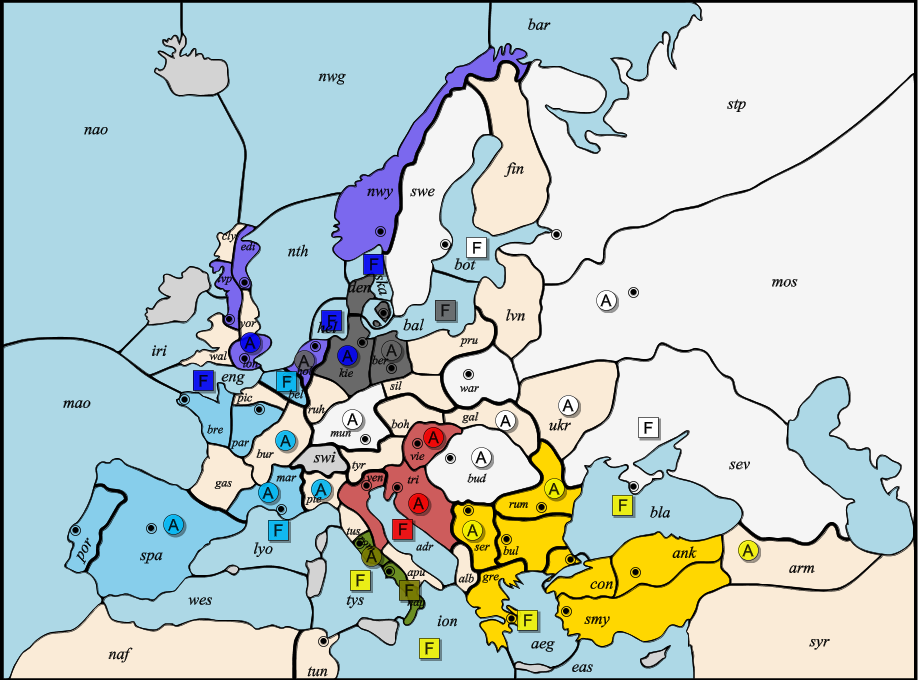 bar
nwg
stp
nao
fin
nwy
swe
cly
edi
nth
F
bot
F
mos
lvp
den
ska
A
F
F
hel
bal
lvn
yor
iri
wal
A
lon
A
A
kie
A
ber
pru
eng
F
F
bel
sil
war
mao
pic
ruh
A
mun
boh
gal
A
A
ukr
F
bre
par
A
bur
A
vie
sev
swi
tyr
A
bud
gas
mar
A
A
pie
ven
tri
A
A
rum
F
bla
por
spa
A
F
lyo
tus
F
adr
A
ser
bul
A
apu
alb
gre
con
ank
A
arm
wes
F
tys
F
nap
ion
F
aeg
smy
naf
tun
F
eas
syr